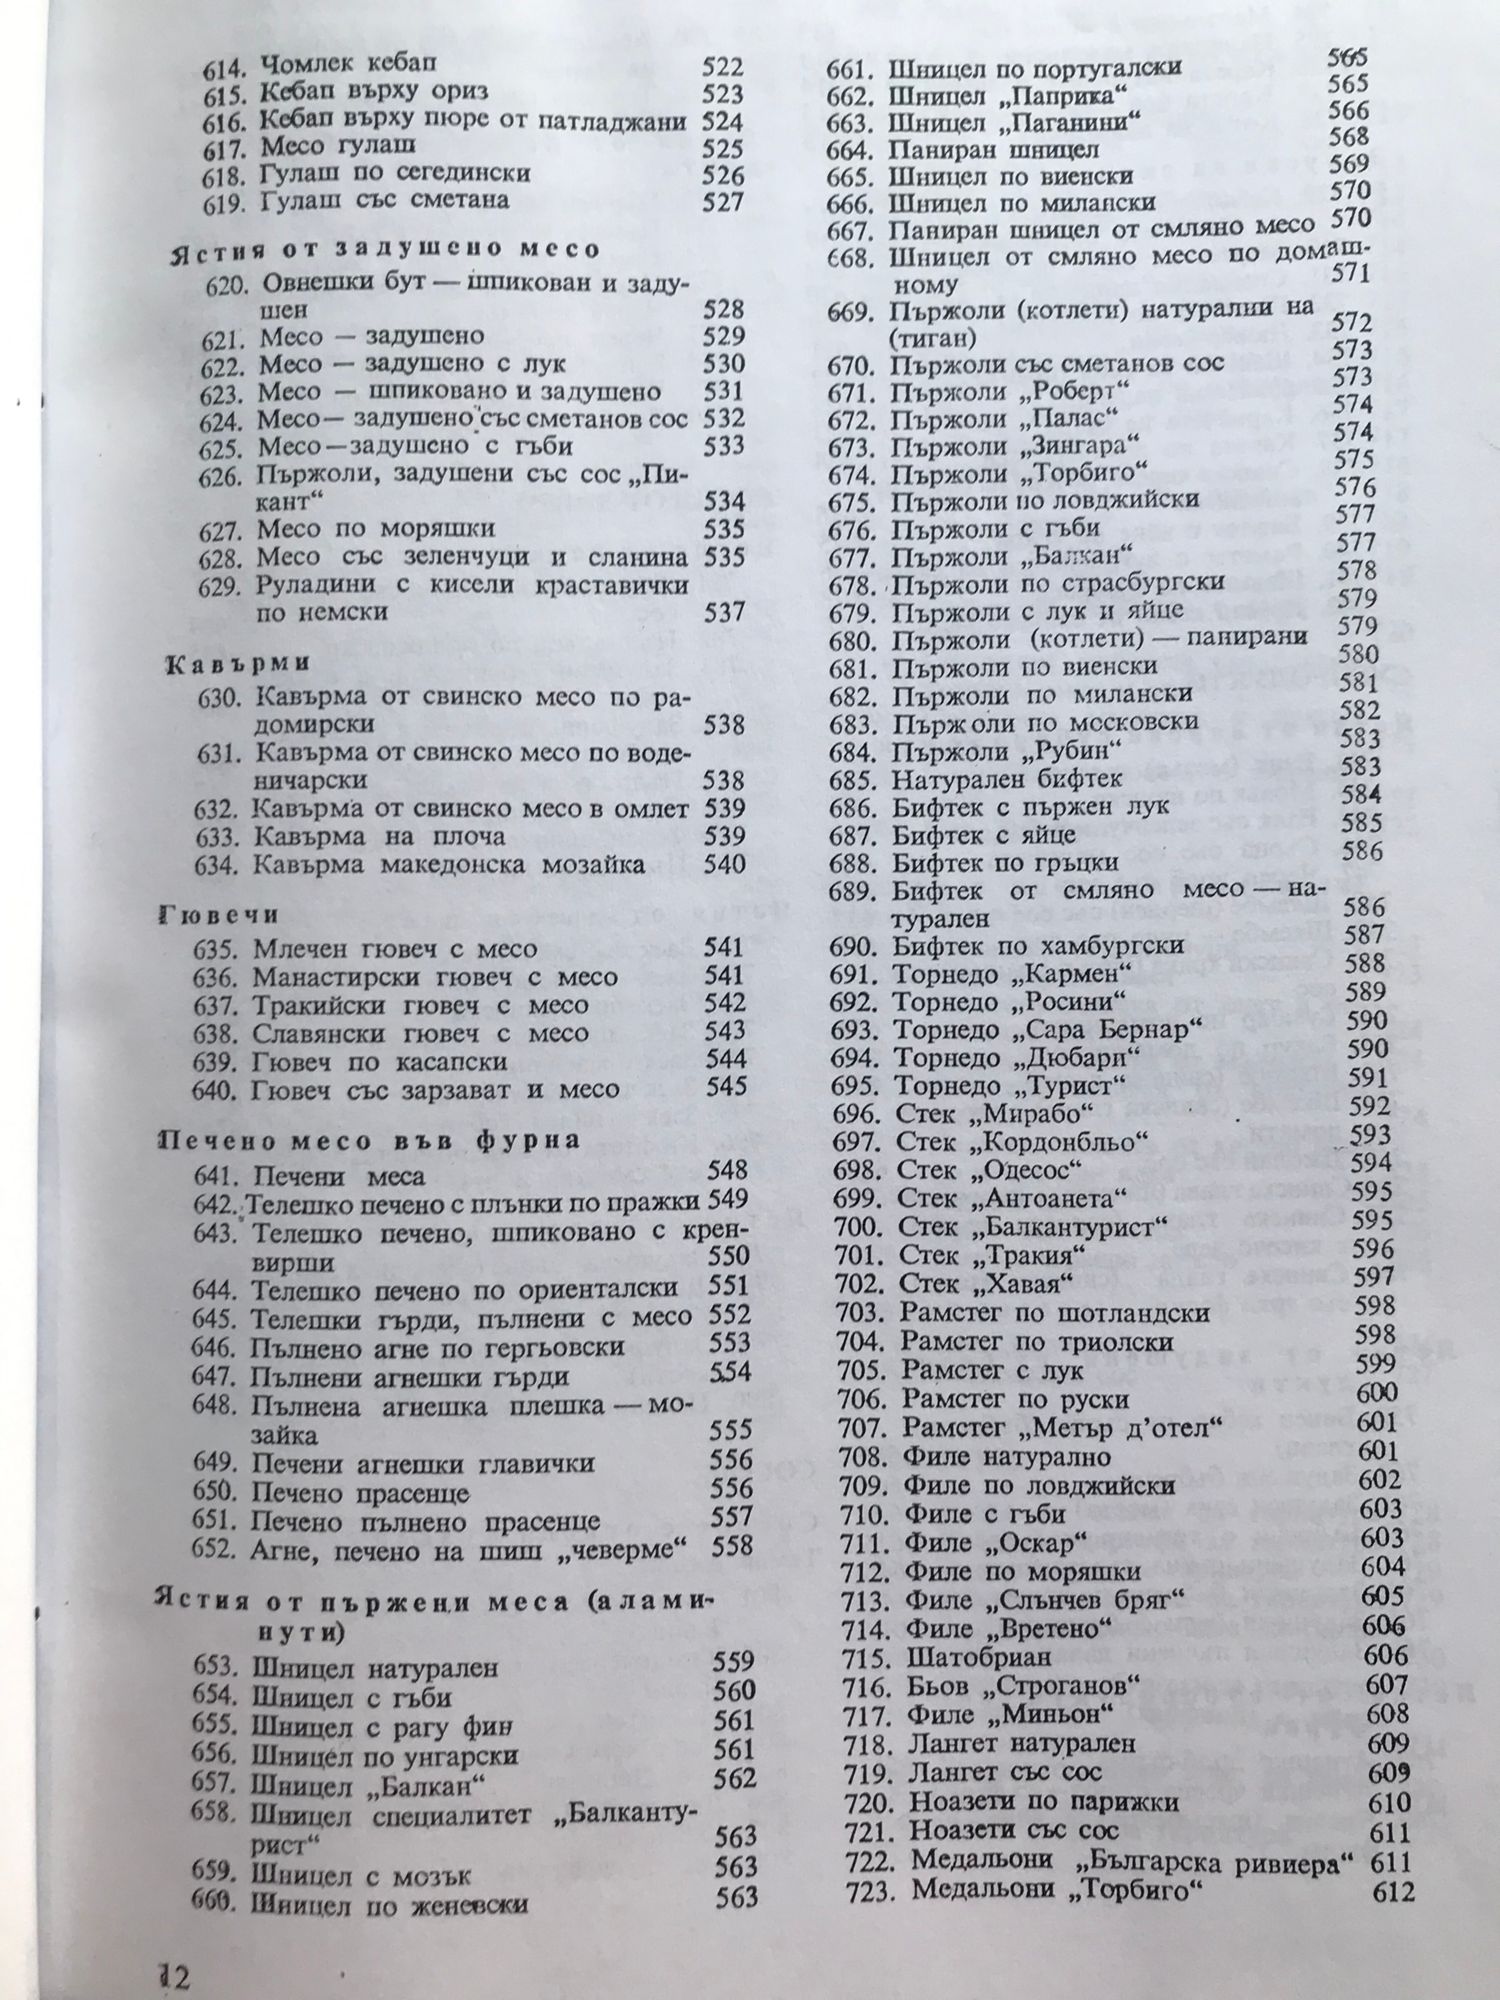 614. Чомлек кебап 522
615. Кебап върху ориз 523
616. Кебап върху пюре от патладжани 524
617. Месо гулаш 525
618. Гулаш по сегедински 526
619. Гулаш със сметана 527
Ястия от задушено месо
620. Овнешки бут — шпикован и заду-
шен 528
621. Месо — задушено 529
622. Месо — задушено с лук 530
623. Месо — шпиковано и задушено 531
624. Месо— задушено със сметанов сос 532
625. Месо—задушено с гъби 533
626. Пържоли, задушени със сос „Пи-
кант“ 534
627. Месо по моряшки 535
628. Месо със зеленчуци и сланина 535
629. Руладини с кисели краставички
по немски 537
Кавърми
630. Кавърма от свинско месо по ра-
домирски 538
631. Кавърма от свинско месо по воде-
ничарски 538
632. Кавърма от свинско месо в омлет 539
633. Кавърма на плоча 539
634. Кавърма македонска мозайка 540
Гювечи
635. Млечен гювеч с месо 541
636. Манастирски гювеч с месо 541
637. Тракийски гювеч с месо 542
638. Славянски гювеч с месо 543
639. Гювеч по касапски 544
640. Гювеч със зарзават и месо 545
Печено месо във фурна
641. Печени меса 548
642. Телешко печено с плънки по пражки 549
643. Телешко печено, шпиковано с крен-
вирши 550
644. Телешко печено по ориенталски 551
645. Телешки гърди, пълнени с месо 552
646. Пълнено агне по гергьовски 553
647. Пълнени агнешки гърди 554
648. Пълнена агнешка плешка — мо-
зайка 555
649. Печени агнешки главички 556
650. Печено прасенце 556
651. Печено пълнено прасенце 557
652. Агне, печено на шиш „чеверме“ 558
Ястия от пържени меса (алами-
нути)
653. Шницел натурален 559
654. Шницел с гъби 560
655. Шницел с рагу фин 561
656. Шницел по унгарски 561
657. Шницел „Балкан“ 562
658. Шницел специалитет „Балканту-
рист“ 563
659. Шницел с мозък 563
660. Шницел по женевски 563
12
661. Шницел по португалски 565
662. Шницел „Паприка“ 565
663. Шницел „Паганини“ 566
664. Паниран шницел 568
665. Шницел по виенски 569
666. Шницел по милански 570
667. Паниран шницел от смляно месо 570
668. Шницел от смляно месо по домаш-
ному 571
669. Пържоли (котлети) натурални на
(тиган) 572
670. Пържоли със сметанов сос 573
671. Пържоли „Роберт“ 573
672. Пържоли „Палас“ 574
673. Пържоли „Зингара“ 574
674. Пържоли „Торбиго“ 575
675. Пържоли по ловджийски 576
676. Пържоли с гъби 577
677. Пържоли „Балкан“ 577
678. Пържоли по страсбургски 578
679. Пържоли с лук и яйце 579
680. Пържоли (котлети) — панирани 579
681. Пържоли по виенски 580
682. Пържоли по милански 581
683. Пържоли по московски 582
684. Пържоли „Рубин“ 583
685. Натурален бифтек 583
686. Бифтек с пържен лук 584
687. Бифтек с яйце 585
688. Бифтек по гръцки 586
689. Бифтек от смляно месо — на-
турален 586
690. Бифтек по хамбургски 587
691. Торнедо „Кармен“ 588
692. Торнедо „Росини“ 589
693. Торнедо „Сара Бернар“ 590
694. Торнедо „Дюбари“ 590
695. Торнедо „Турист“ 591
696. Стек „Мирабо“ 592
697. Стек „Кордонбльо“ 593
698. Стек „Одесос“ 594
699. Стек „Антоанета“ 595
700. Стек „Балкантурист“ 595
701. Стек „Тракия“ 596
702. Стек „Хавая“ 597
703. Рамстег по шотландски 598
704. Рамстег по триолски 598
705. Рамстег с лук 599
706. Рамстег по руски 600
707. Рамстег „Метър д’отел“ 601
708. Филе натурално 601
709. Филе по ловджийски 602
710. Филе с гъби 603
711. Филе „Оскар“ 603
712. Филе по моряшки 604
713. Филе „Слънчев бряг“ 605
714. Филе „Вретено“ 606
715. Шатобриан 606
716. Бьов „Строганов“ 607
717. Филе „Миньон“ 608
718. Лангет натурален 609
719. Лангет със сос 609
720. Ноазети по парижки 610
721. Ноазети със сос 611
722. Медальони „Българска ривиера“ 611
723. Медальони „Торбиго“ 612